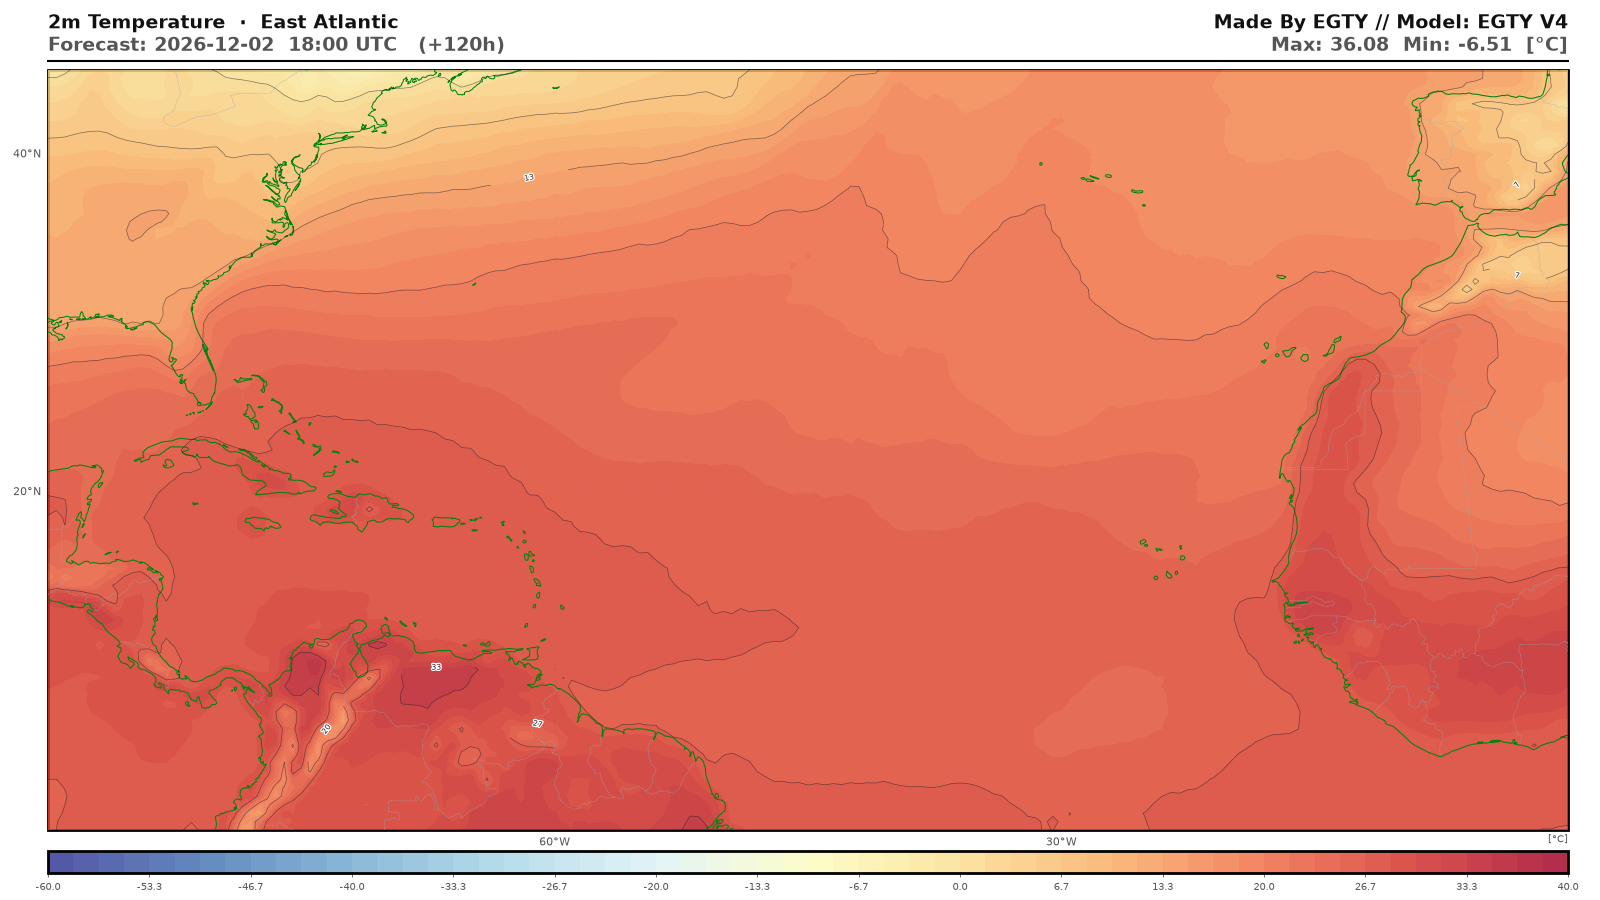 2m Temperature · East Atlantic
Made By EGTY // Model: EGTY V4
Forecast: 2026-12-02 18:00 UTC (+120h)
Max: 36.08 Min: -6.51 [°C]
40°N
13
7
7
20°N
33
27
20
60°W
30°W
[°C]
-60.0 -53.3 -46.7 -40.0 -33.3 -26.7 -20.0 -13.3 -6.7 0.0 6.7 13.3 20.0 26.7 33.3 40.0